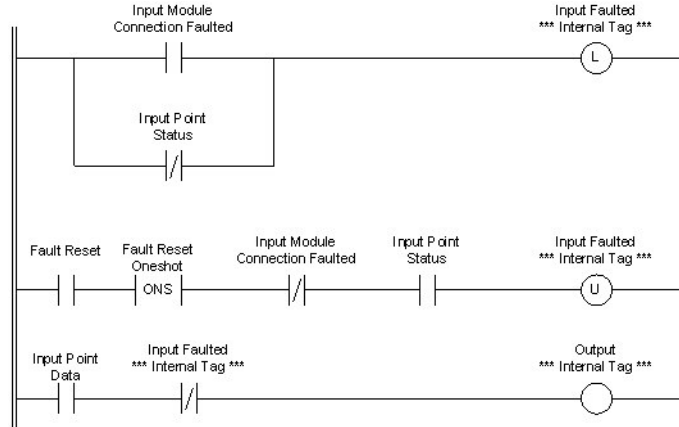 Input Module
Connection Faulted
Input Faulted
*** Internal Tag ***
L
Input Point
Status
Fault Reset
Fault Reset
Oneshot
Input Module
Connection Faulted
Input Point
Status
Input Faulted
*** Internal Tag ***
ONS
U
Input Point
Data
Input Faulted
*** Internal Tag ***
Output
*** Internal Tag ***